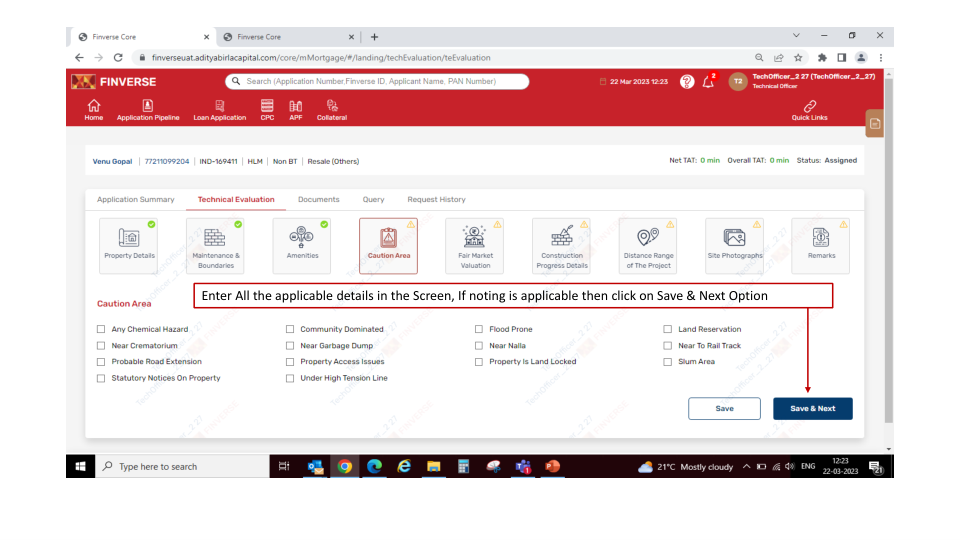 Finverse Core
Finverse Core
finverseuat.adityabirlacapital.com/core/mMortgage/#/landing/techEvaluation/teEvaluation
FINVERSE
Search (Application Number,Finverse ID, Applicant Name, PAN Number)
22 Mar 2023 12:23
2
T2
TechOfficer_2 27 (TechOfficer_2_27)
Technical Officer
Home Application Pipeline Loan Application CPC APF Collateral Quick Links
Venu Gopal | 77211099204 | IND-169411 | HLM | Non BT | Resale (Others) Net TAT: 0 min Overall TAT: 0 min Status: Assigned
Application Summary Technical Evaluation Documents Query Request History
Property Details
Maintenance &
Boundaries
Amenities
Caution Area
Fair Market
Valuation
Construction
Progress Details
Distance Range
of The Project
Site Photographs
Remarks
Caution Area
Enter All the applicable details in the Screen, If noting is applicable then click on Save & Next Option
Any Chemical Hazard Community Dominated Flood Prone Land Reservation
Near Crematorium Near Garbage Dump Near Nalla Near To Rail Track
Probable Road Extension Property Access Issues Property Is Land Locked Slum Area
Statutory Notices On Property Under High Tension Line
Save Save & Next
Type here to search
21°C Mostly cloudy
ENG
12:23
22-03-2023
21